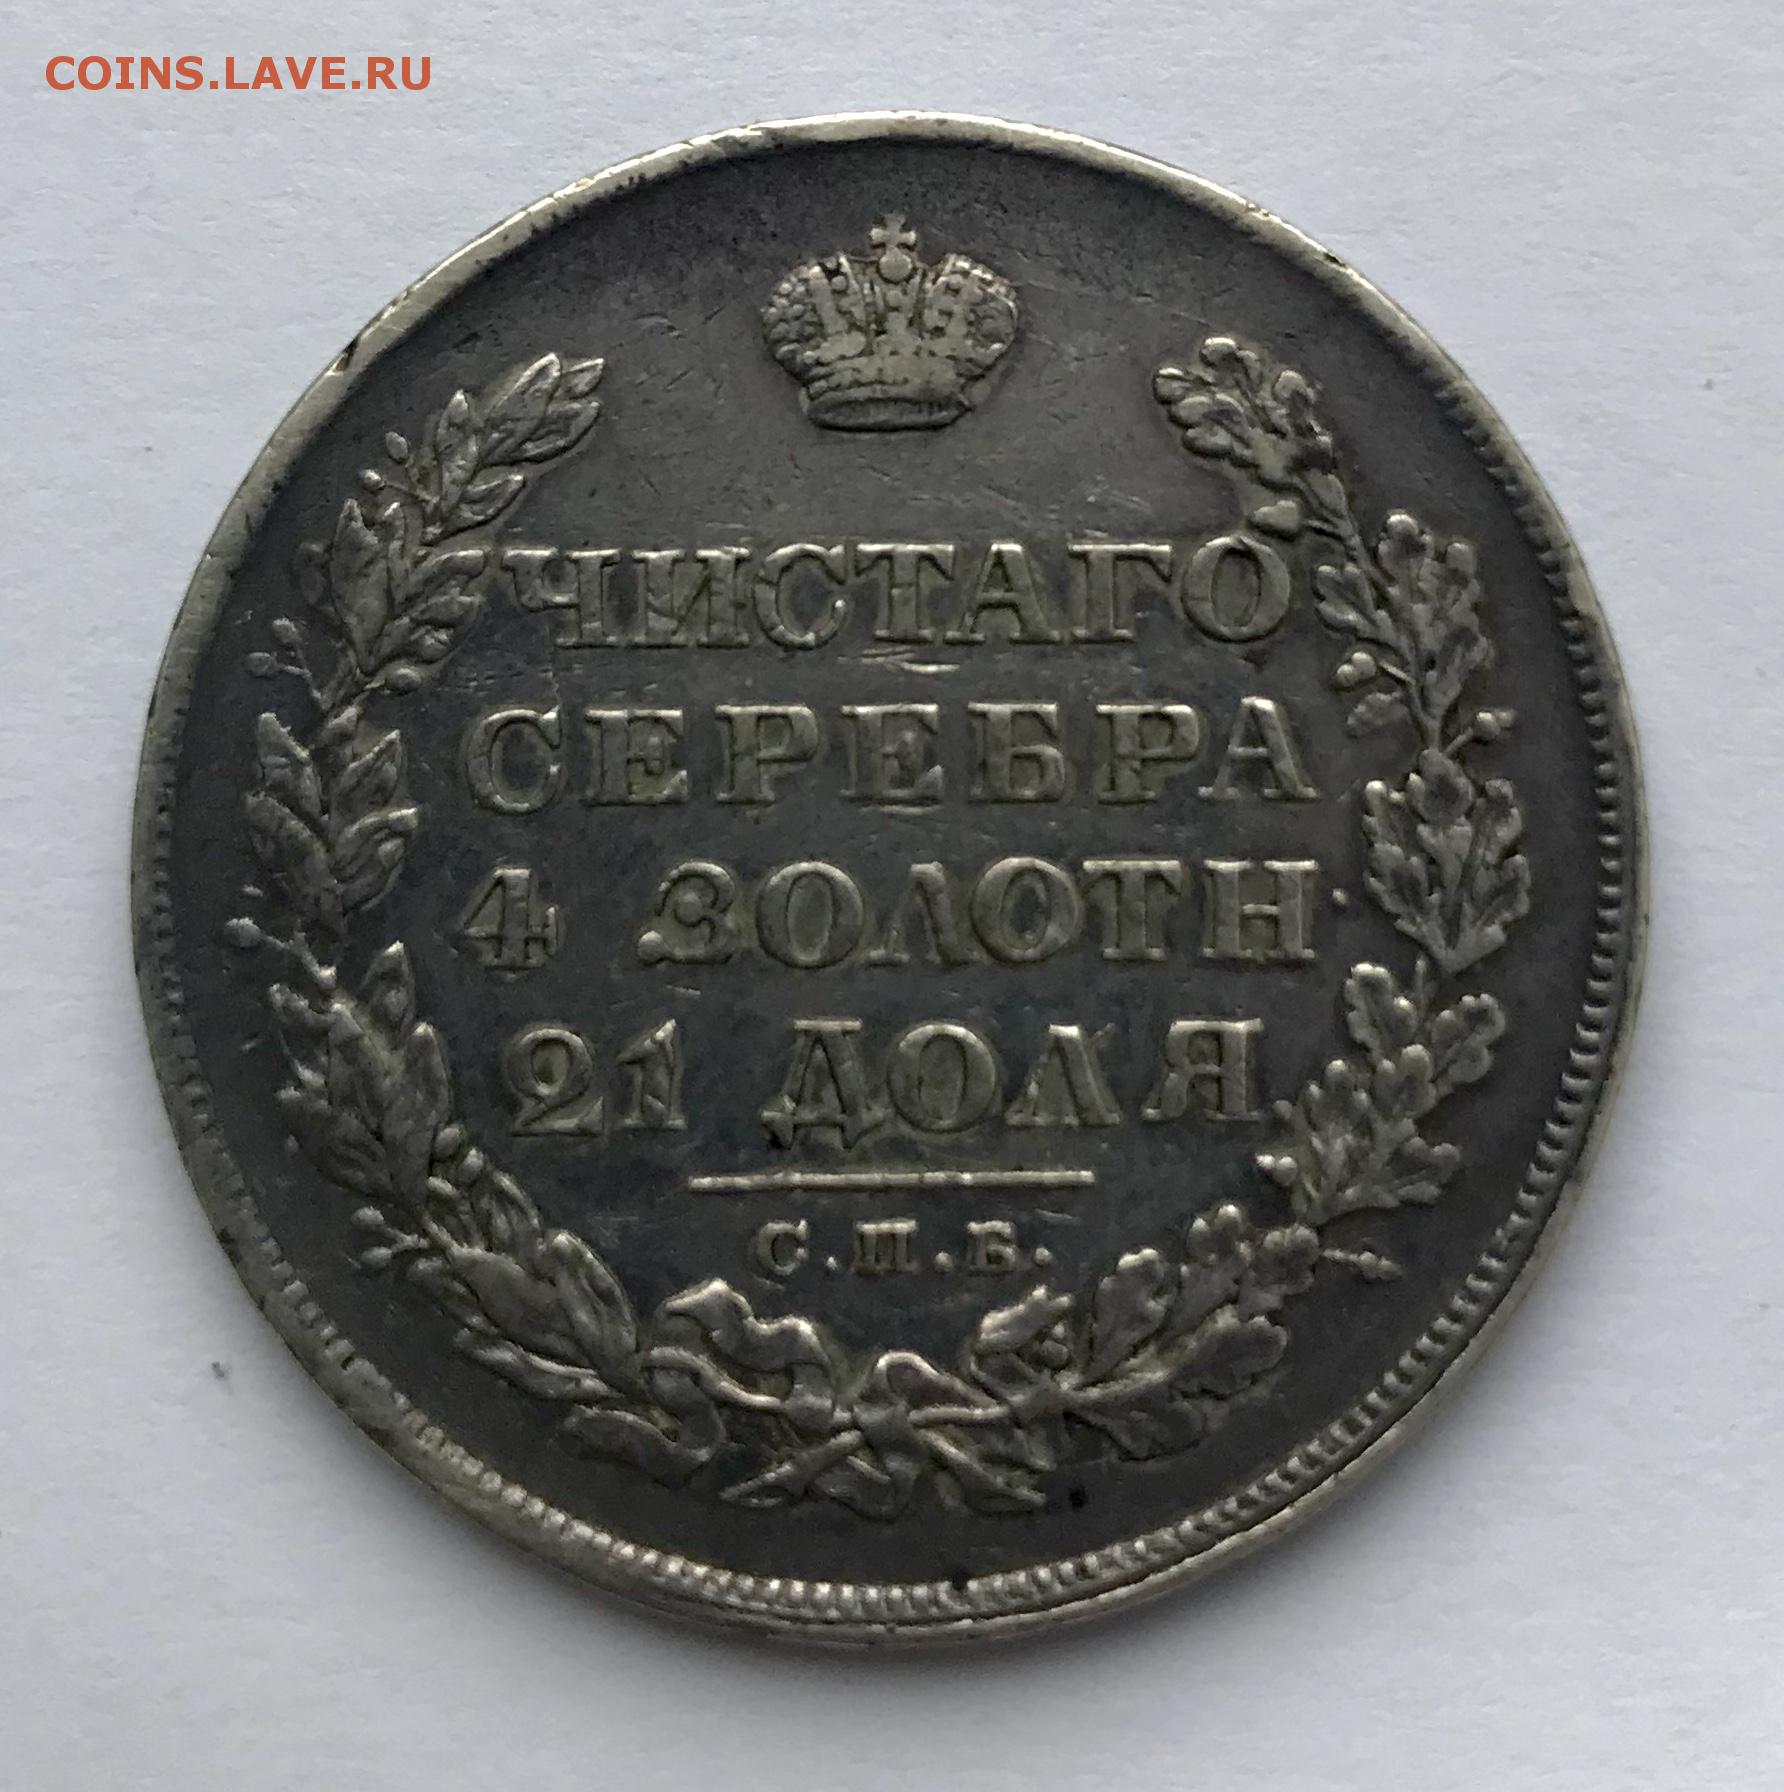 COINS.LAVE.RU
ЧИСТАГО
СЕРЕБРА
4 ЗОЛОТН.
21 ДОЛЯ
С.П.Б.